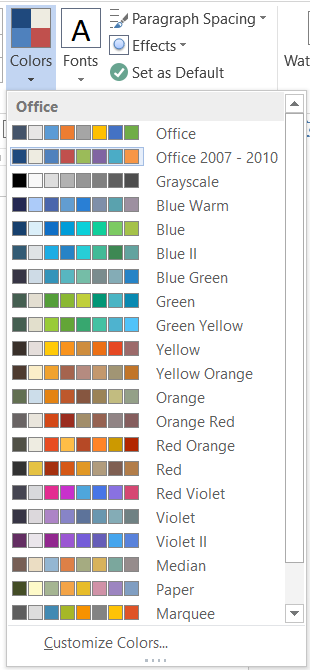 Colors
A
Fonts
Paragraph Spacing
Effects
Set as Default
Wat
Office
Office
Office 2007 - 2010
Grayscale
Blue Warm
Blue
Blue II
Blue Green
Green
Green Yellow
Yellow
Yellow Orange
Orange
Orange Red
Red Orange
Red
Red Violet
Violet
Violet II
Median
Paper
Marquee
Customize Colors...